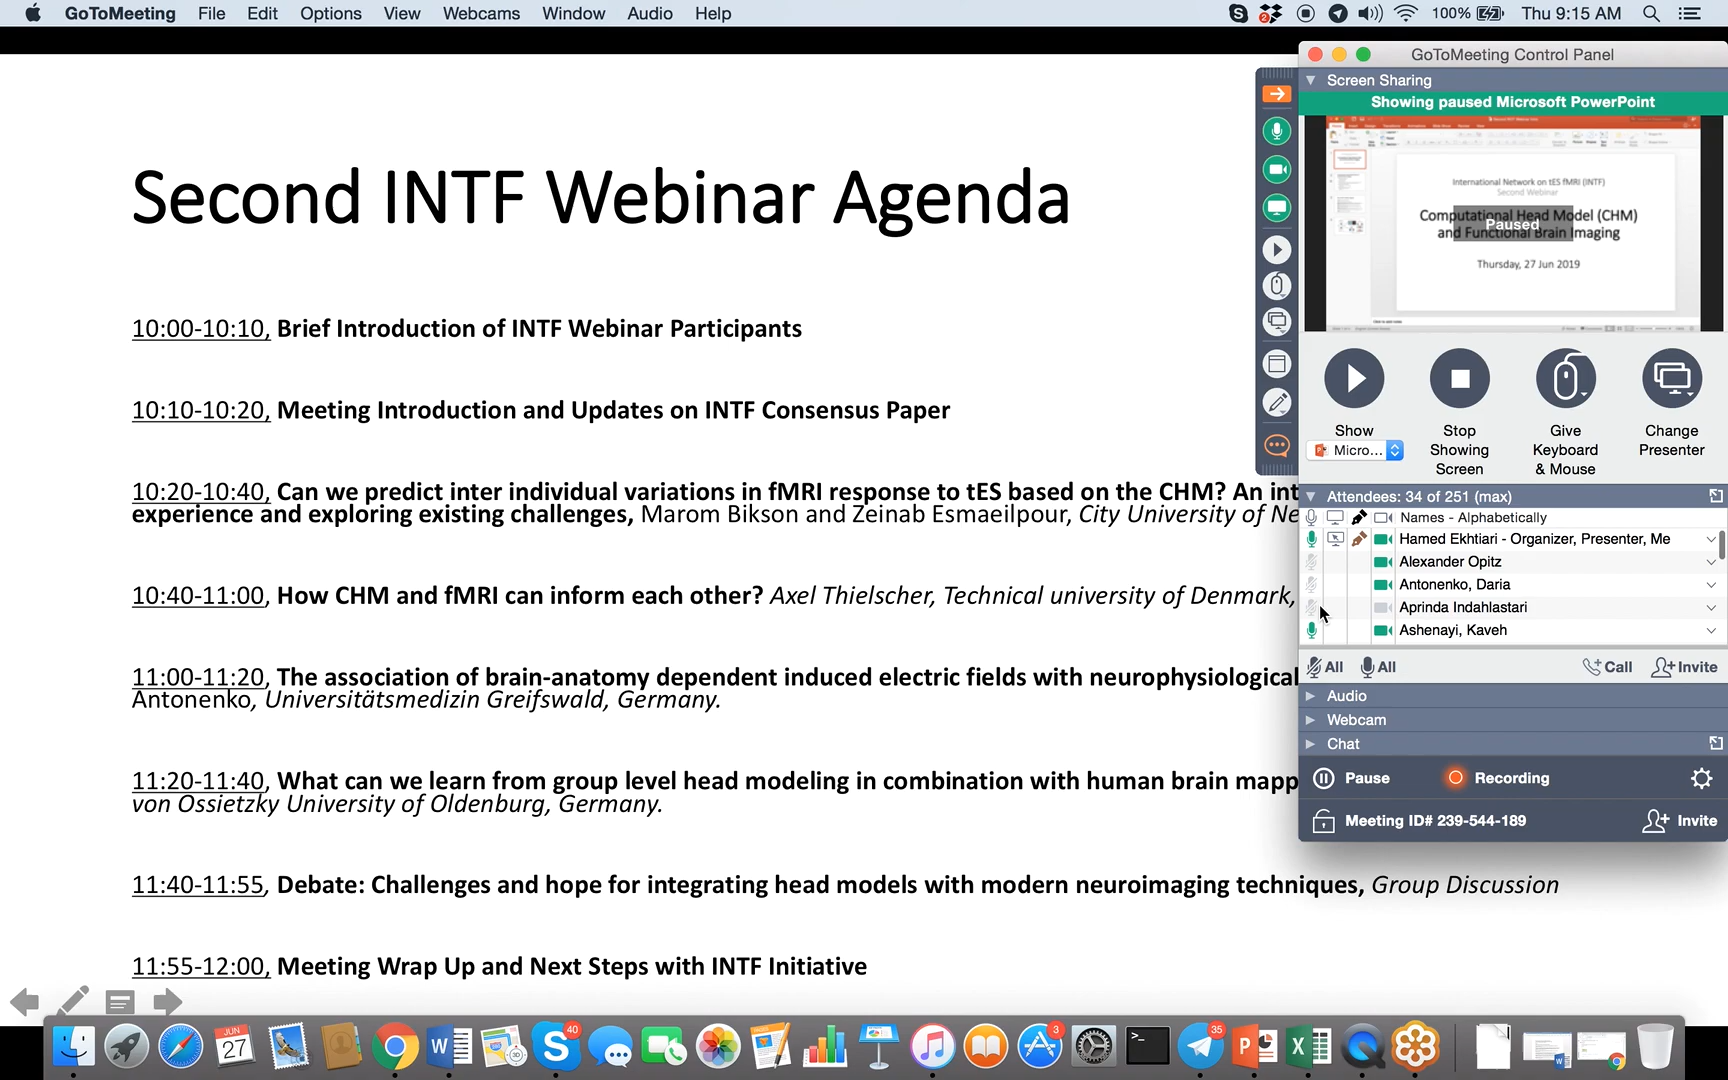 GoToMeeting File Edit Options View Webcams Window Audio Help
2 100% Thu 9:15 AM
GoToMeeting Control Panel
Screen Sharing
Showing paused Microsoft PowerPoint
International Network on tES fMRI (INTF)
Second Webinar
Computational Head Model (CHM)
and Functional Brain Imaging
Paused
Thursday, 27 Jun 2019
Show
Micro...
Stop
Showing
Screen
Give
Keyboard
& Mouse
Change
Presenter
Attendees: 34 of 251 (max)
Names - Alphabetically
Hamed Ekhtiari - Organizer, Presenter, Me
Alexander Opitz
Antonenko, Daria
Aprinda Indahlastari
Ashenayi, Kaveh
All All Call Invite
Audio
Webcam
Chat
Pause Recording
Meeting ID# 239-544-189 Invite
Second INTF Webinar Agenda
10:00-10:10, Brief Introduction of INTF Webinar Participants
10:10-10:20, Meeting Introduction and Updates on INTF Consensus Paper
10:20-10:40, Can we predict inter individual variations in fMRI response to tES based on the CHM? An int
experience and exploring existing challenges, Marom Bikson and Zeinab Esmaeilpour, City University of Ne
10:40-11:00, How CHM and fMRI can inform each other? Axel Thielscher, Technical university of Denmark,
11:00-11:20, The association of brain-anatomy dependent induced electric fields with neurophysiological
Antonenko, Universitätsmedizin Greifswald, Germany.
11:20-11:40, What can we learn from group level head modeling in combination with human brain mapp
von Ossietzky University of Oldenburg, Germany.
11:40-11:55, Debate: Challenges and hope for integrating head models with modern neuroimaging techniques, Group Discussion
11:55-12:00, Meeting Wrap Up and Next Steps with INTF Initiative
JUN
27
40
3
35